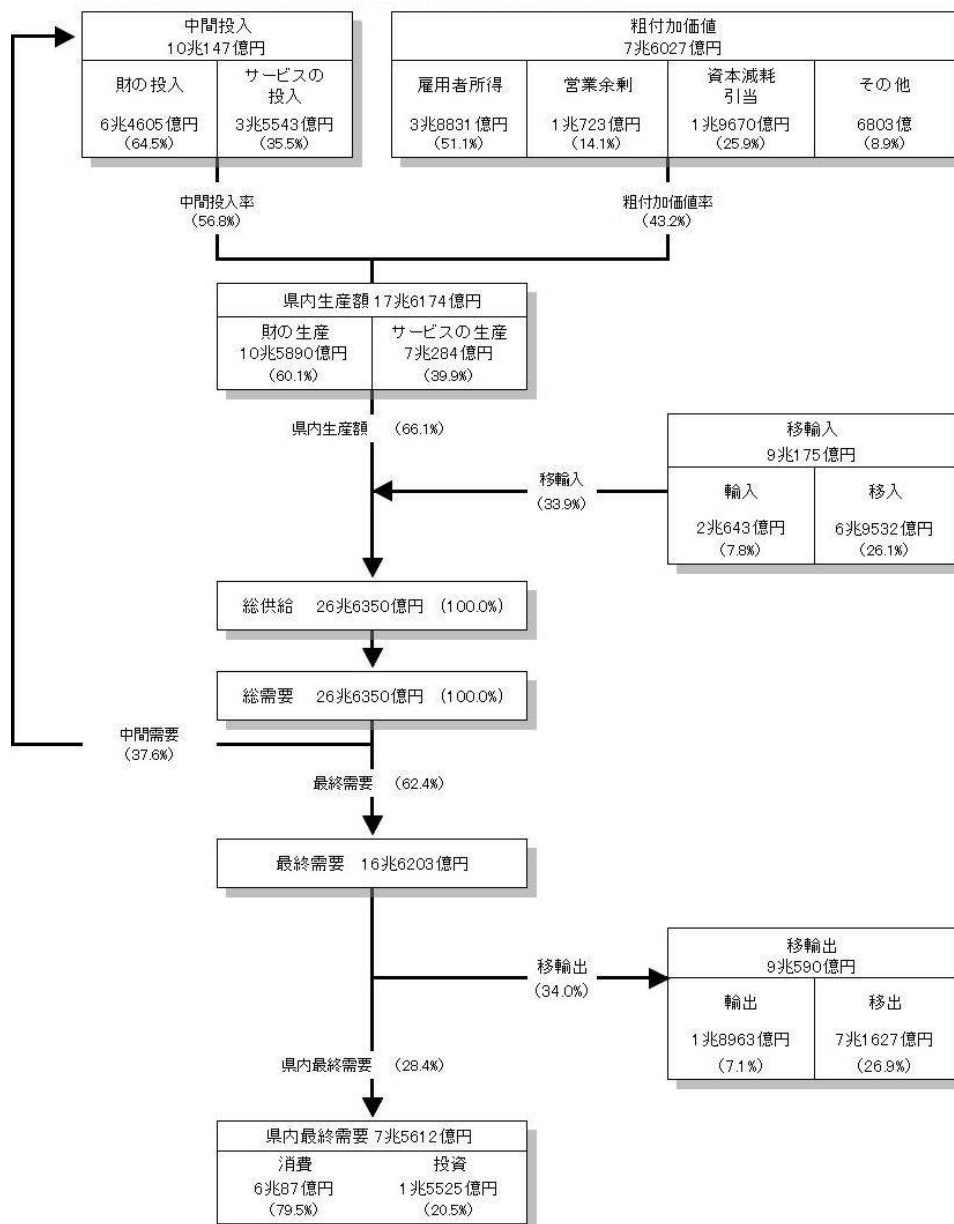 中間投入
10兆147億円
財の投入
6兆4605億円
(64.5%)
サービスの
投入
3兆5543億円
(35.5%)
粗付加価値
7兆6027億円
雇用者所得
3兆8831億円
(51.1%)
営業余剰
1兆723億円
(14.1%)
資本減耗
引当
1兆9670億円
(25.9%)
その他
6803億
(8.9%)
中間投入率
(56.8%)
粗付加価値率
(43.2%)
県内生産額 17兆6174億円
財の生産
10兆5890億円
(60.1%)
サービスの生産
7兆284億円
(39.9%)
県内生産額 (66.1%)
移輸入
9兆175億円
輸入
2兆643億円
(7.8%)
移入
6兆9532億円
(26.1%)
移輸入
(33.9%)
総供給 26兆6350億円 (100.0%)
総需要 26兆6350億円 (100.0%)
中間需要
(37.6%)
最終需要 (62.4%)
最終需要 16兆6203億円
移輸出
(34.0%)
移輸出
9兆590億円
輸出
1兆8963億円
(7.1%)
移出
7兆1627億円
(26.9%)
県内最終需要 (28.4%)
県内最終需要 7兆5612億円
消費
6兆87億円
(79.5%)
投資
1兆5525億円
(20.5%)